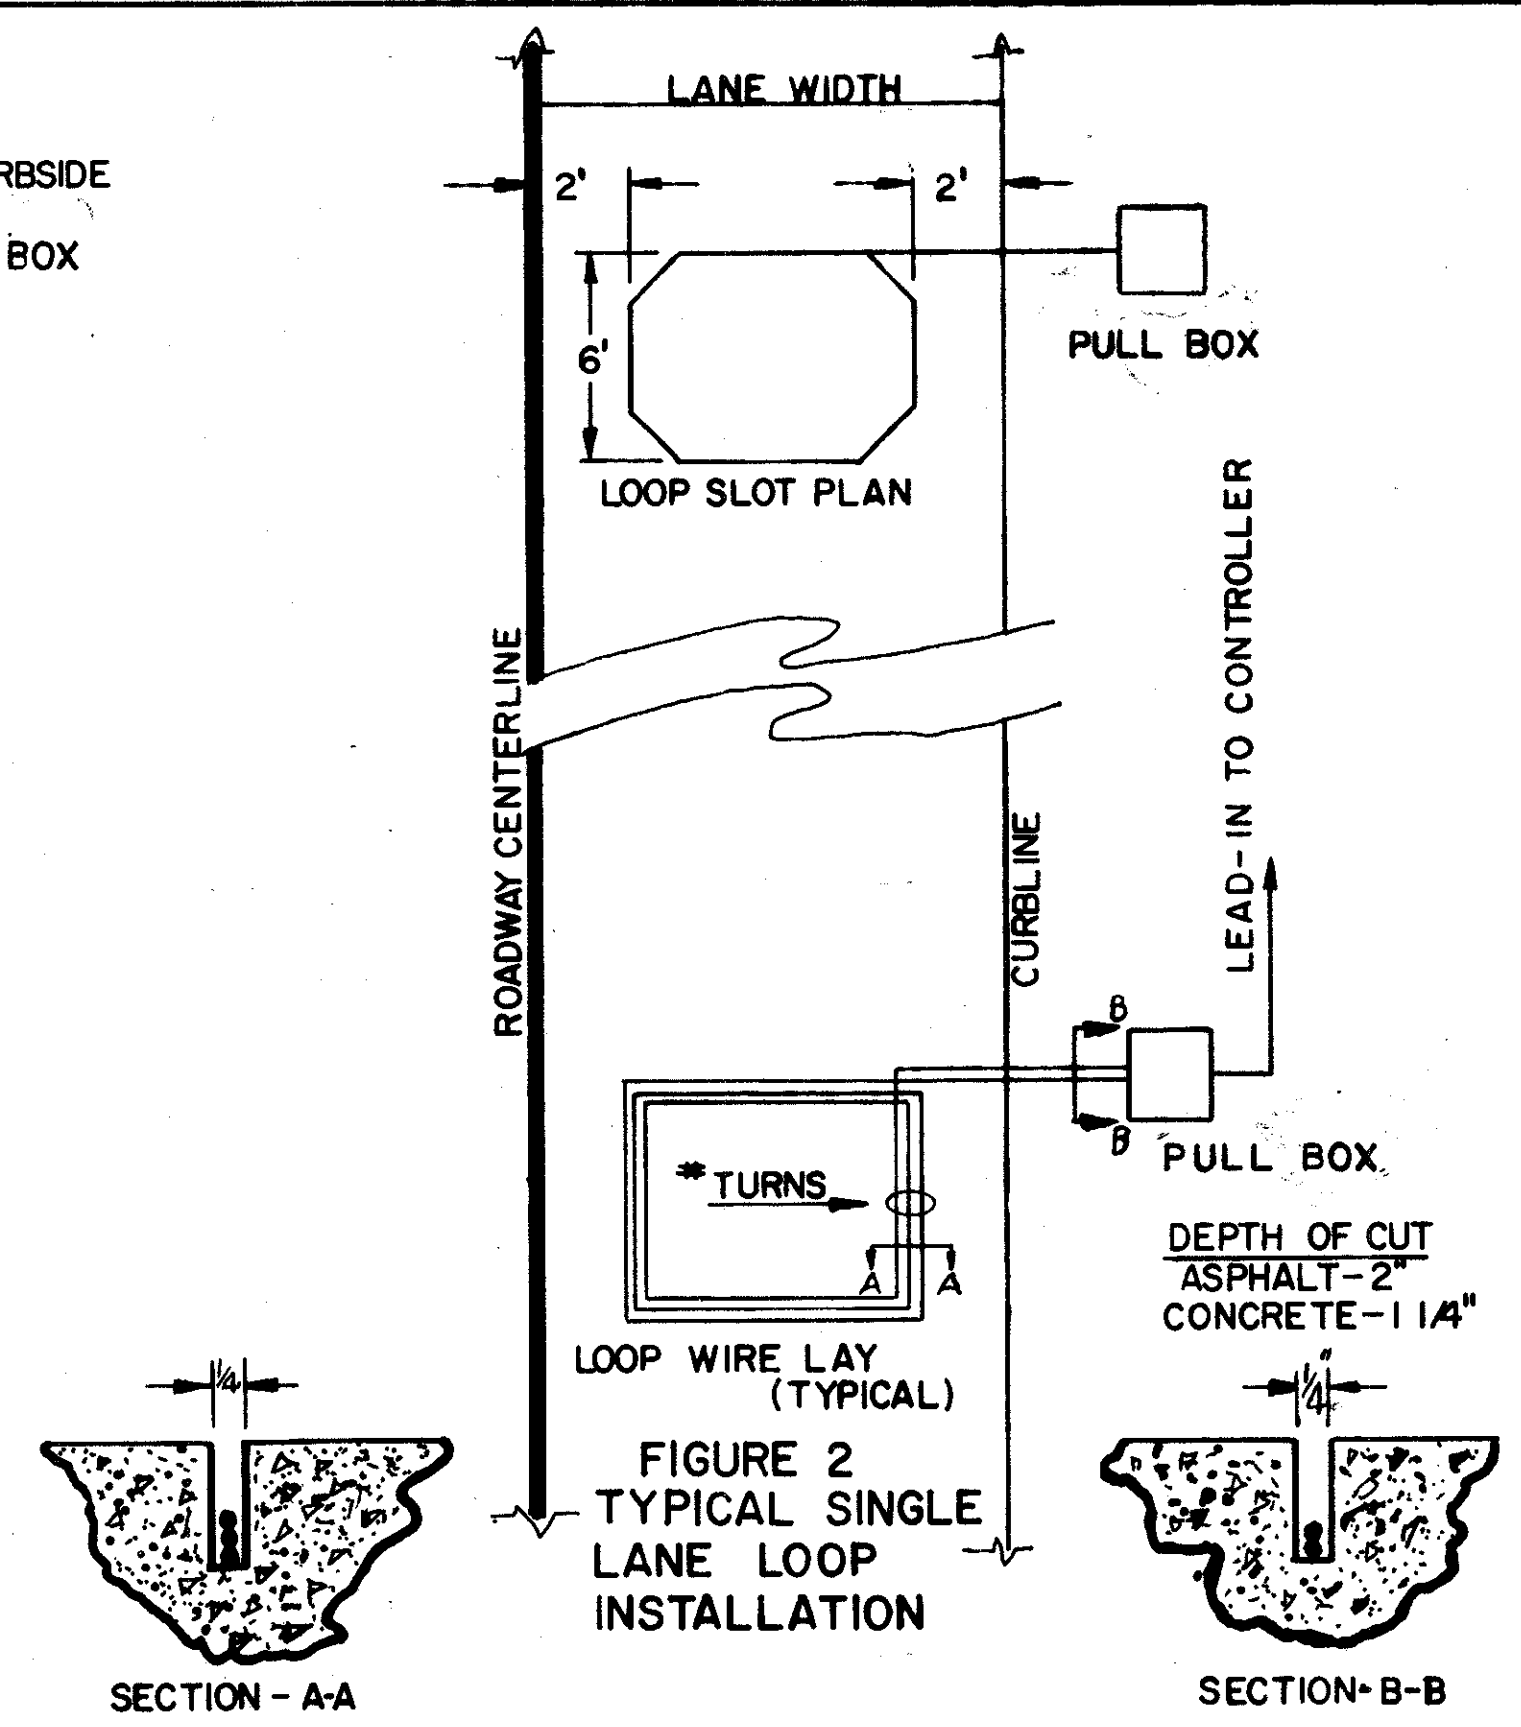 LANE WIDTH
RBSIDE
BOX
2'
2'
6'
PULL BOX
LOOP SLOT PLAN
LEAD-IN TO CONTROLLER
ROADWAY CENTERLINE
CURBLINE
B
B
PULL BOX
# TURNS
A A
DEPTH OF CUT
ASPHALT-2"
CONCRETE-1 1/4"
LOOP WIRE LAY
(TYPICAL)
1/4
1/4"
FIGURE 2
TYPICAL SINGLE
LANE LOOP
INSTALLATION
SECTION - A-A
SECTION-B-B